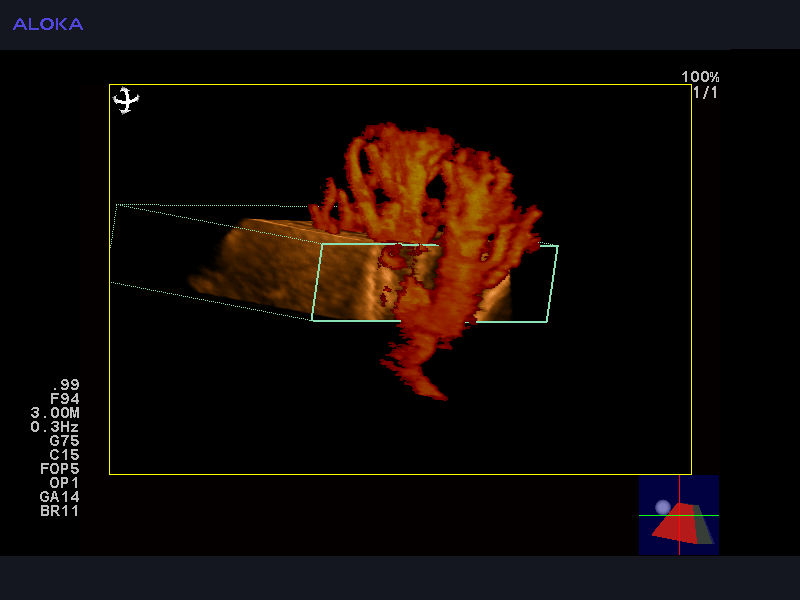 ALOKA
100%
1/1
.99
F94
3.00M
0.3Hz
G75
C15
FOP5
OP1
GA14
BR11